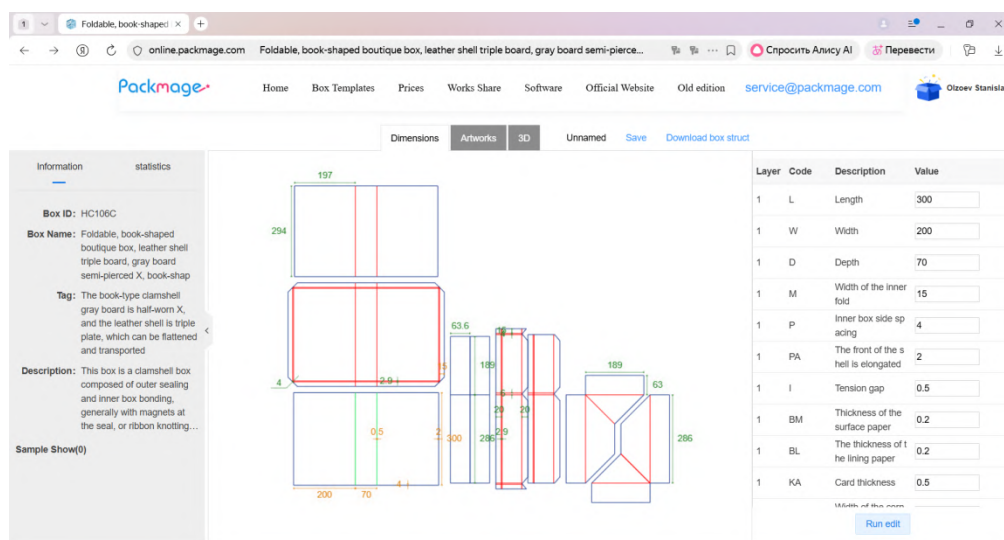 1
Foldable, book-shaped
online.packmage.com Foldable, book-shaped boutique box, leather shell triple board, gray board semi-pierce...
Спросить Алису AI
Перевести
Packmage
Home Box Templates Prices Works Share Software Official Website Old edition service@packmage.com Olzoev Stanisla
Dimensions Artworks 3D Unnamed Save Download box struct
Information statistics
Box ID: HC106C
Box Name: Foldable, book-shaped
boutique box, leather shell
triple board, gray board
semi-pierced X, book-shap
Tag: The book-type clamshell
gray board is half-worn X,
and the leather shell is triple
plate, which can be flattened
and transported
Description: This box is a clamshell box
composed of outer sealing
and inner box bonding,
generally with magnets at
the seal, or ribbon knotting...
Sample Show(0)
197
294
4
2.9
15
0.5
2
300
200
70
4
63.6
189
286
20
20
2.9
6
189
63
286
Layer Code Description Value
1 L Length 300
1 W Width 200
1 D Depth 70
1 M Width of the inner
fold 15
1 P Inner box side sp
acing 4
1 PA The front of the s
hell is elongated 2
1 I Tension gap 0.5
1 BM Thickness of the
surface paper 0.2
1 BL The thickness of t
he lining paper 0.2
1 KA Card thickness 0.5
Run edit